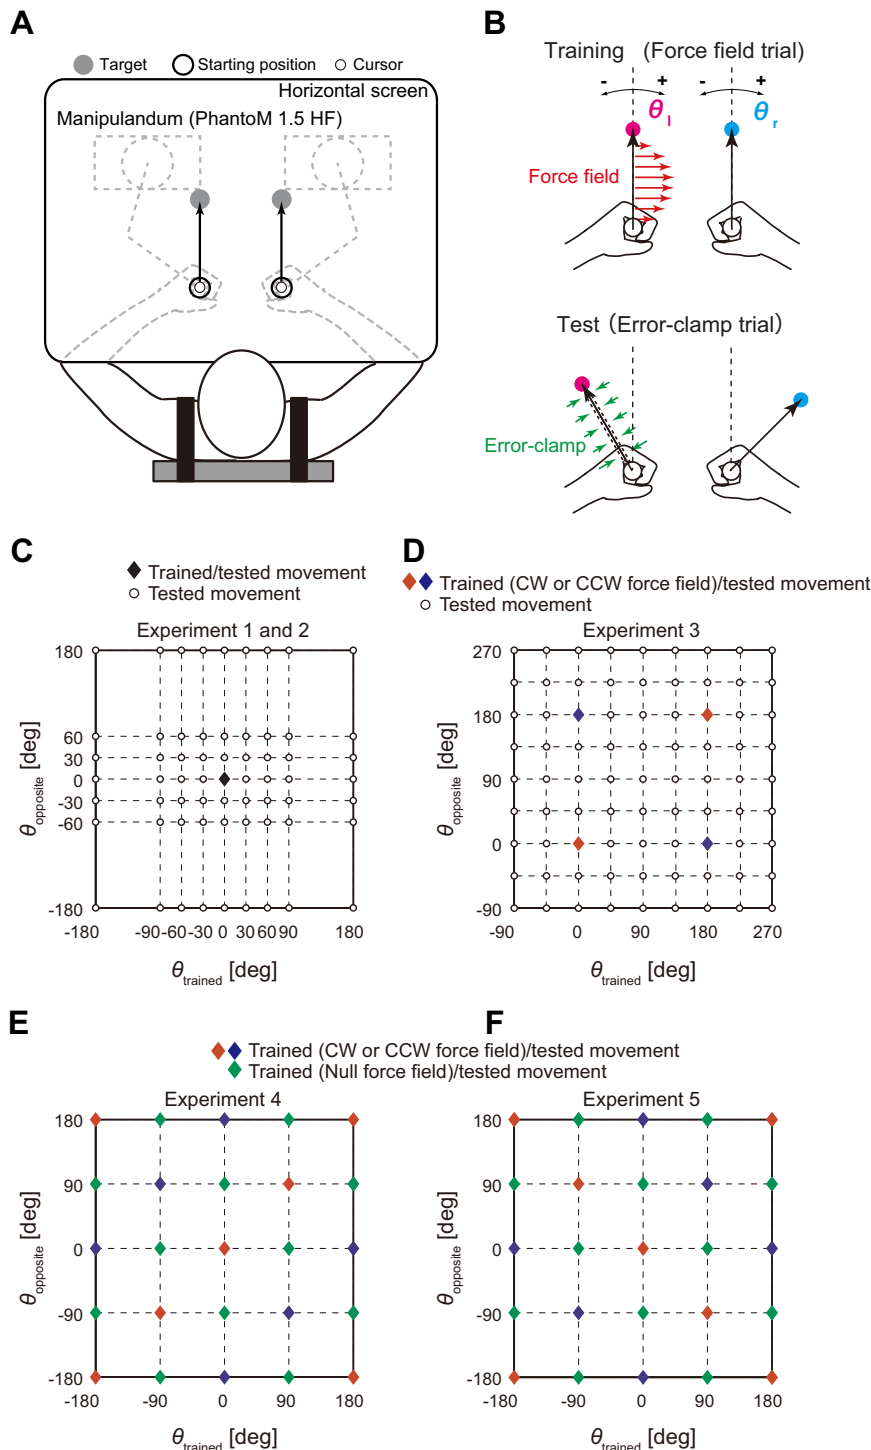 A
Target
Starting position
Cursor
Horizontal screen
Manipulandum (PhantoM 1.5 HF)
B
Training (Force field trial)
- + - +
θl θr
Force field
Test (Error-clamp trial)
Error-clamp
C
Trained/tested movement
Tested movement
Experiment 1 and 2
180
60
30
0
-30
-60
-180
θopposite [deg]
-180 -90 -60 -30 0 30 60 90 180
θtrained [deg]
D
Trained (CW or CCW force field)/tested movement
Tested movement
Experiment 3
270
180
90
0
-90
θopposite [deg]
-90 0 90 180 270
θtrained [deg]
E
F
Trained (CW or CCW force field)/tested movement
Trained (Null force field)/tested movement
Experiment 4
180
90
0
-90
-180
θopposite [deg]
-180 -90 0 90 180
θtrained [deg]
Experiment 5
180
90
0
-90
-180
θopposite [deg]
-180 -90 0 90 180
θtrained [deg]